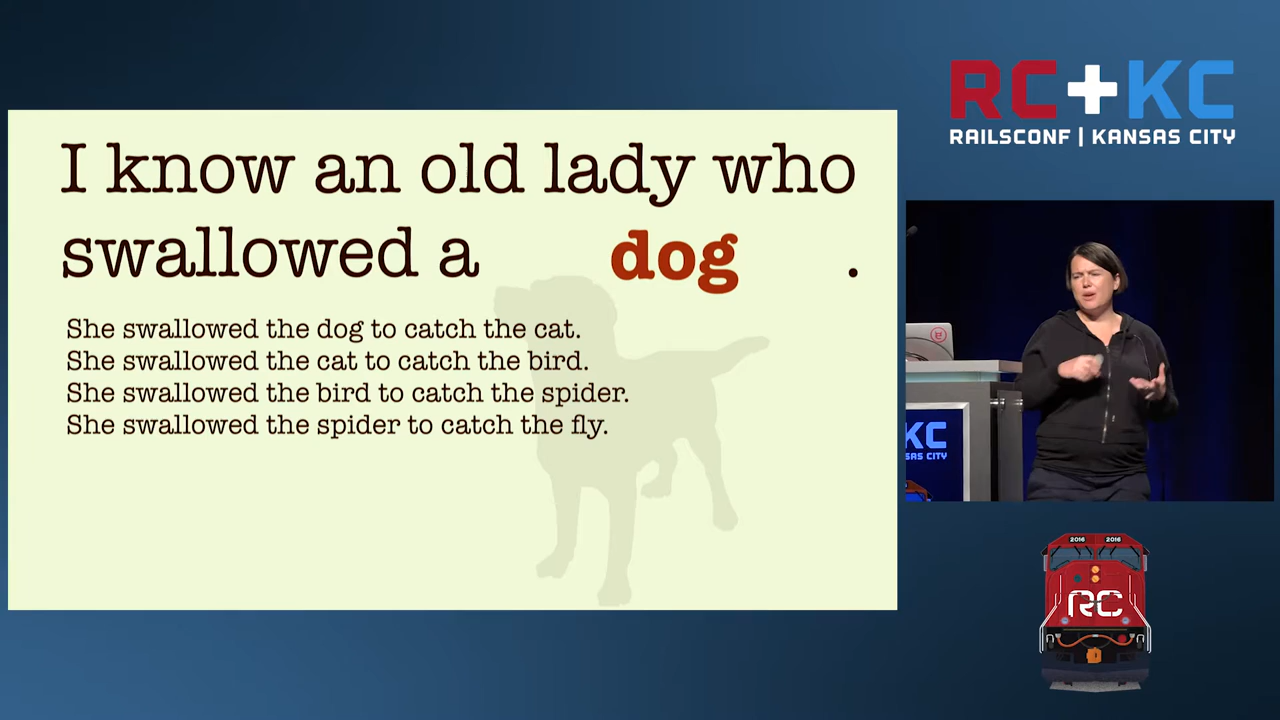 I know an old lady who
swallowed a dog .
She swallowed the dog to catch the cat.
She swallowed the cat to catch the bird.
She swallowed the bird to catch the spider.
She swallowed the spider to catch the fly.
RC+KC
RAILSCONF | KANSAS CITY
KC
SAS CITY
2016 2016
RC